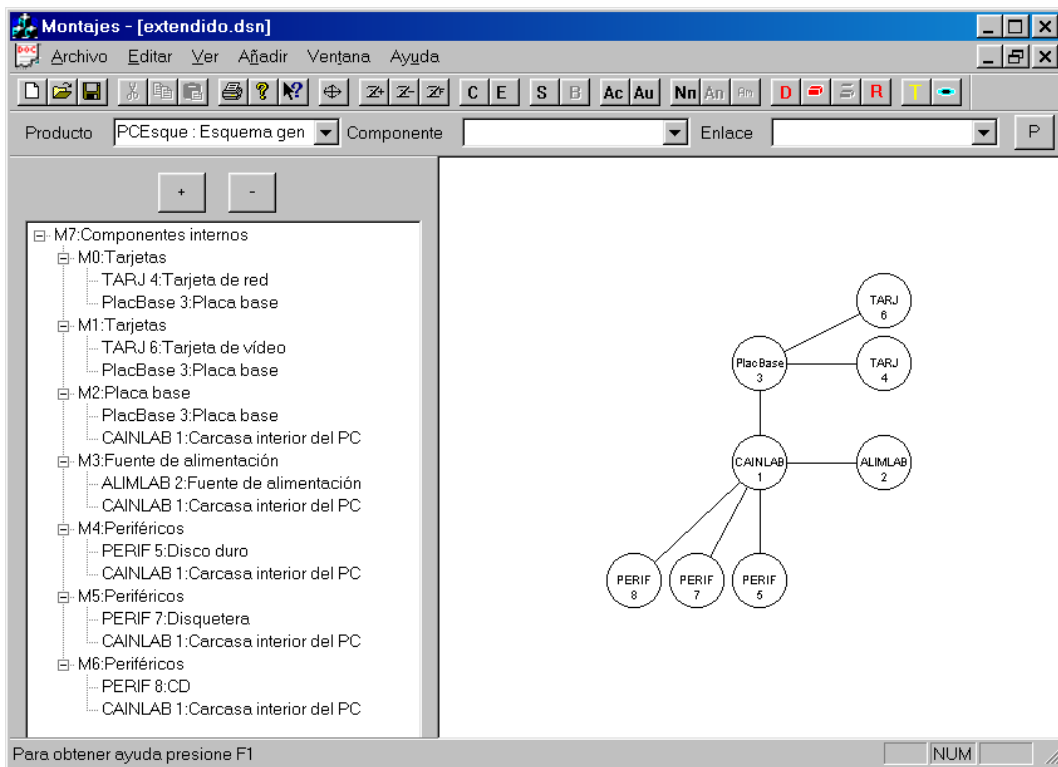 Montajes - [extendido.dsn]
Archivo Editar Ver Añadir Ventana Ayuda
Z+ Z- ZF C E S B Ac Au Nn An Am D R T
Producto PCEsque : Esquema gen Componente Enlace P
+ -
M7:Componentes internos
M0:Tarjetas
TARJ 4:Tarjeta de red
PlacBase 3:Placa base
M1:Tarjetas
TARJ 6:Tarjeta de vídeo
PlacBase 3:Placa base
M2:Placa base
PlacBase 3:Placa base
CAINLAB 1:Carcasa interior del PC
M3:Fuente de alimentación
ALIMLAB 2:Fuente de alimentación
CAINLAB 1:Carcasa interior del PC
M4:Periféricos
PERIF 5:Disco duro
CAINLAB 1:Carcasa interior del PC
M5:Periféricos
PERIF 7:Disquetera
CAINLAB 1:Carcasa interior del PC
M6:Periféricos
PERIF 8:CD
CAINLAB 1:Carcasa interior del PC
TARJ
6
PlacBase
3
TARJ
4
CAINLAB
1
ALIMLAB
2
PERIF
8
PERIF
7
PERIF
5
Para obtener ayuda presione F1
NUM